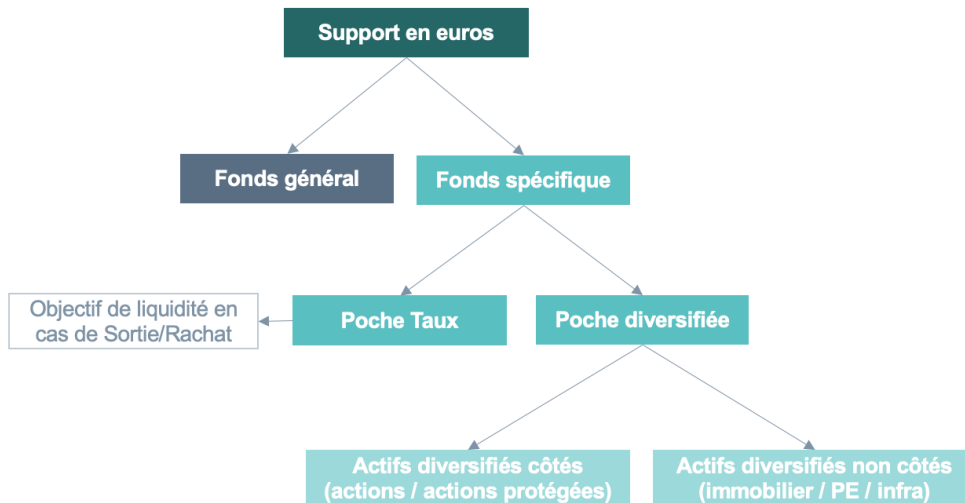 Support en euros
Fonds général
Fonds spécifique
Objectif de liquidité en
cas de Sortie/Rachat
Poche Taux
Poche diversifiée
Actifs diversifiés côtés
(actions / actions protégées)
Actifs diversifiés non côtés
(immobilier / PE / infra)